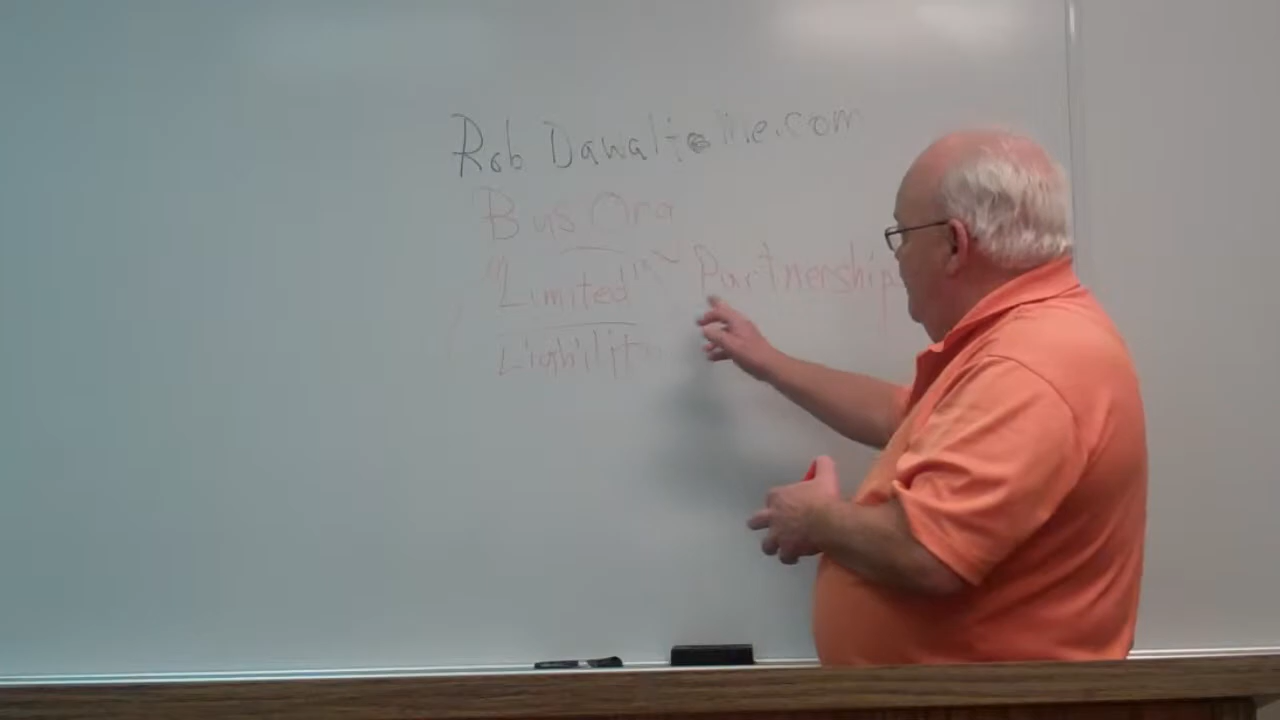 Rob Dawalt @ Me.com
Bus Org
"Limited" Partnership
Liability